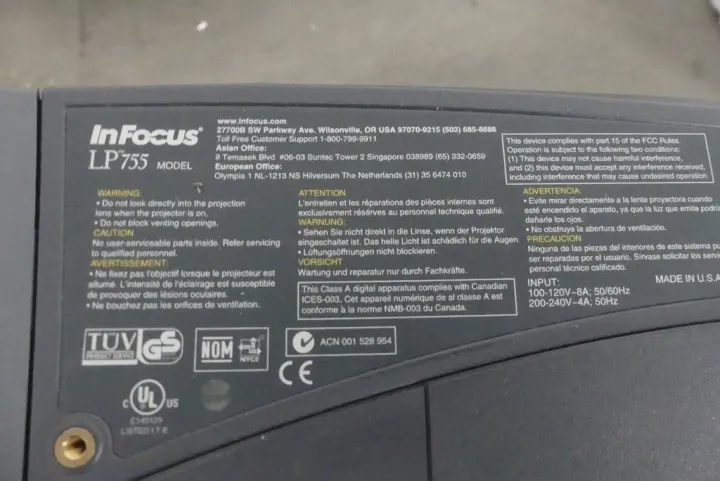 InFocus
LP™755 MODEL
www.infocus.com
27700B SW Parkway Ave. Wilsonville, OR USA 97070-9215 (503) 685-8888
Toll Free Customer Support 1-800-799-9911
Asian Office:
9 Temasek Blvd. #06-03 Suntec Tower 2 Singapore 038989 (65) 332-0659
European Office:
Olympia 1 NL-1213 NS Hilversum The Netherlands (31) 35 6474 010
This device complies with part 15 of the FCC Rules.
Operation is subject to the following two conditions:
(1) This device may not cause harmful interference,
and (2) this device must accept any interference received,
including interference that may cause undesired operation
WARNING:
• Do not look directly into the projection
lens when the projector is on.
• Do not block venting openings.
CAUTION
No user-serviceable parts inside. Refer servicing
to qualified personnel.
AVERTISSEMENT:
• Ne fixez pas l'objectif lorsque le projecteur est
allumé. L'intensité de l'éclairage est susceptible
de provoquer des lésions oculaires.
• Ne bouchez pas les orifices de ventilation.
ATTENTION
L'entretien et les réparations des pièces internes sont
exclusivement réservés au personnel technique qualifié.
WARNUNG:
• Sehen Sie nicht direkt in die Linse, wenn der Projektor
eingeschaltet ist. Das helle Licht ist schädlich für die Augen.
• Lüftungsöffnungen nicht blockieren.
VORSICHT
Wartung und reparatur nur durch Fachkräfte.
This Class A digital apparatus complies with Canadian
ICES-003. Cet appareil numérique de al classe A est
conforme à la norme NMB-003 du Canada.
ADVERTENCIA:
• Evite mirar directamente a la lente proyectora cuando
esté encendido el aparato, ya que la luz que emite podría
dañarle los ojos.
• No obstruya la abertura de ventilación.
PRECAUCION
Ninguna de las piezas del interiores de este sistema
ser reparadas por el usuario. Sírvase solicitar los
personal técnico calificado.
INPUT:
100-120V~8A; 50/60Hz
200-240V~4A; 50Hz
MADE IN U.S.A
TÜV
PRODUCT SERVICE
GS
NOM
NYCE
ACN 001 528 954
CE
C UL US
E140129
LISTED I.T.E